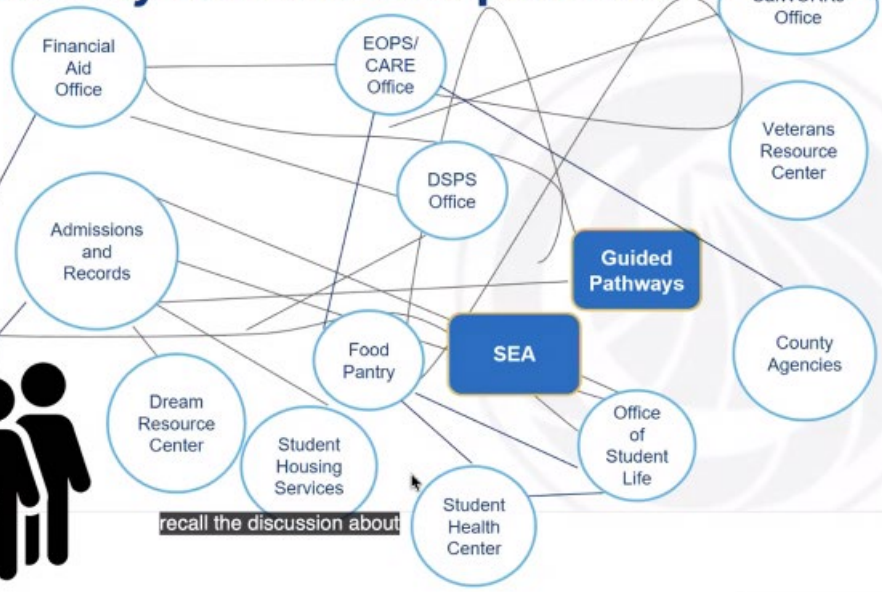 Office
Financial
Aid
Office
EOPS/
CARE
Office
Veterans
Resource
Center
DSPS
Office
Admissions
and
Records
Guided
Pathways
Food
Pantry
SEA
County
Agencies
Dream
Resource
Center
Student
Housing
Services
Office
of
Student
Life
Student
Health
Center
recall the discussion about